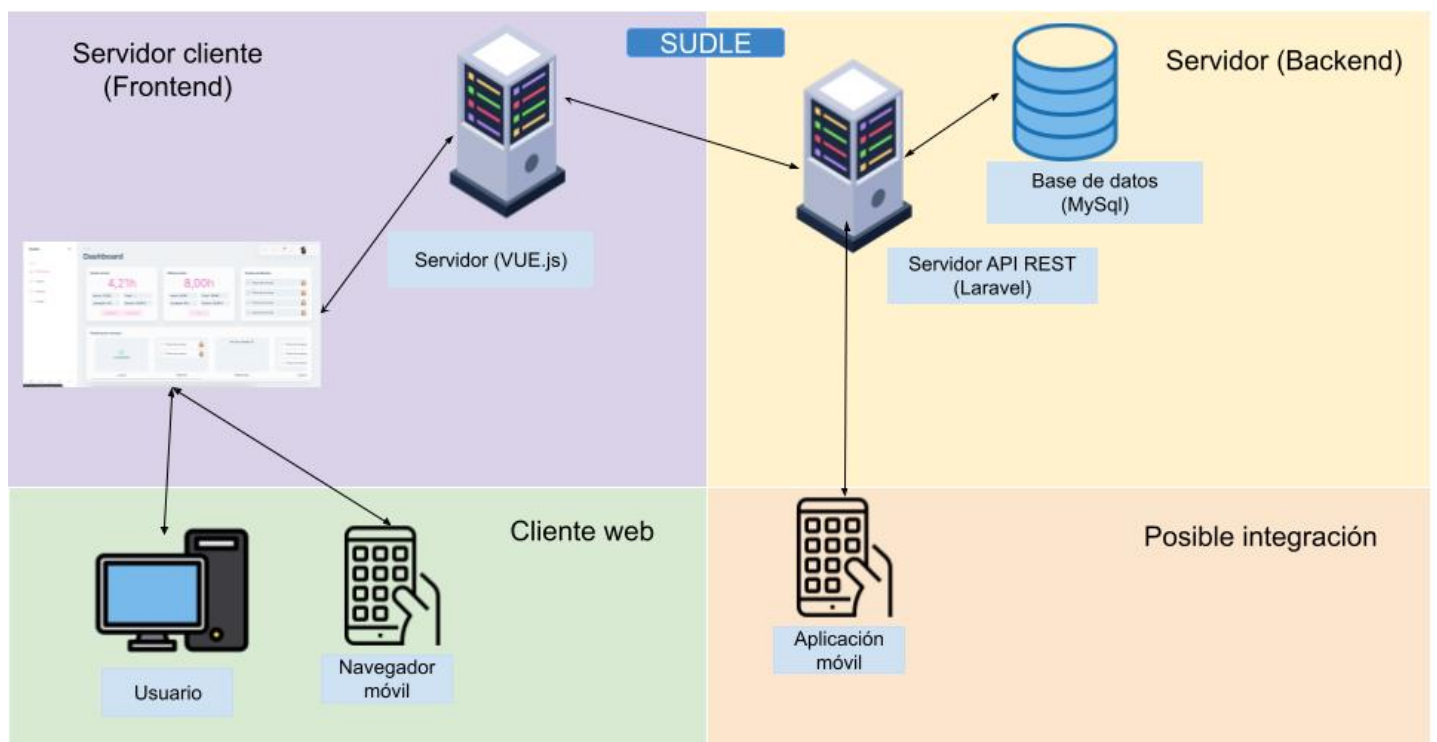 Servidor cliente
(Frontend)
SUDLE
Servidor (Backend)
Base de datos
(MySql)
Servidor (VUE.js)
Servidor API REST
(Laravel)
Dashboard
4,21h
8,00h
Cliente web
Posible integración
Usuario
Navegador
móvil
Aplicación
móvil